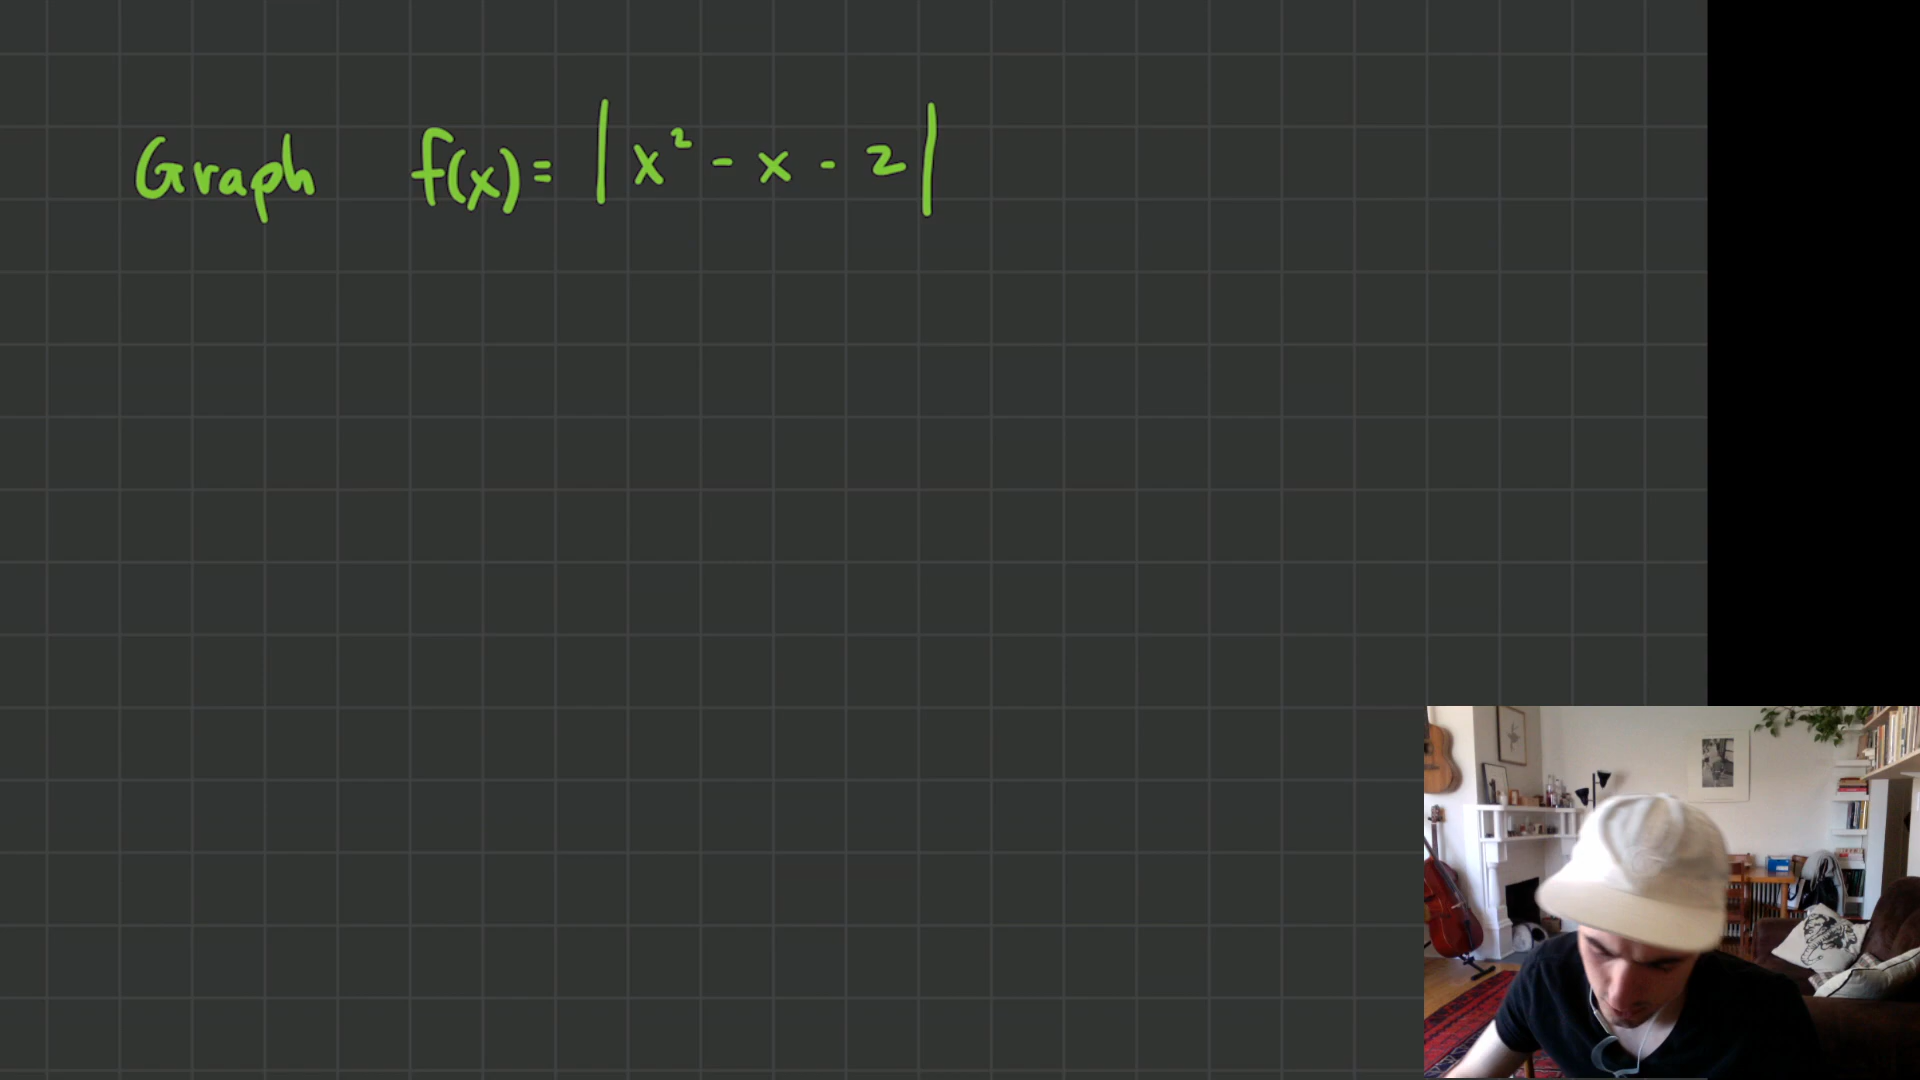 Graph f(x) = | x² - x - 2 |